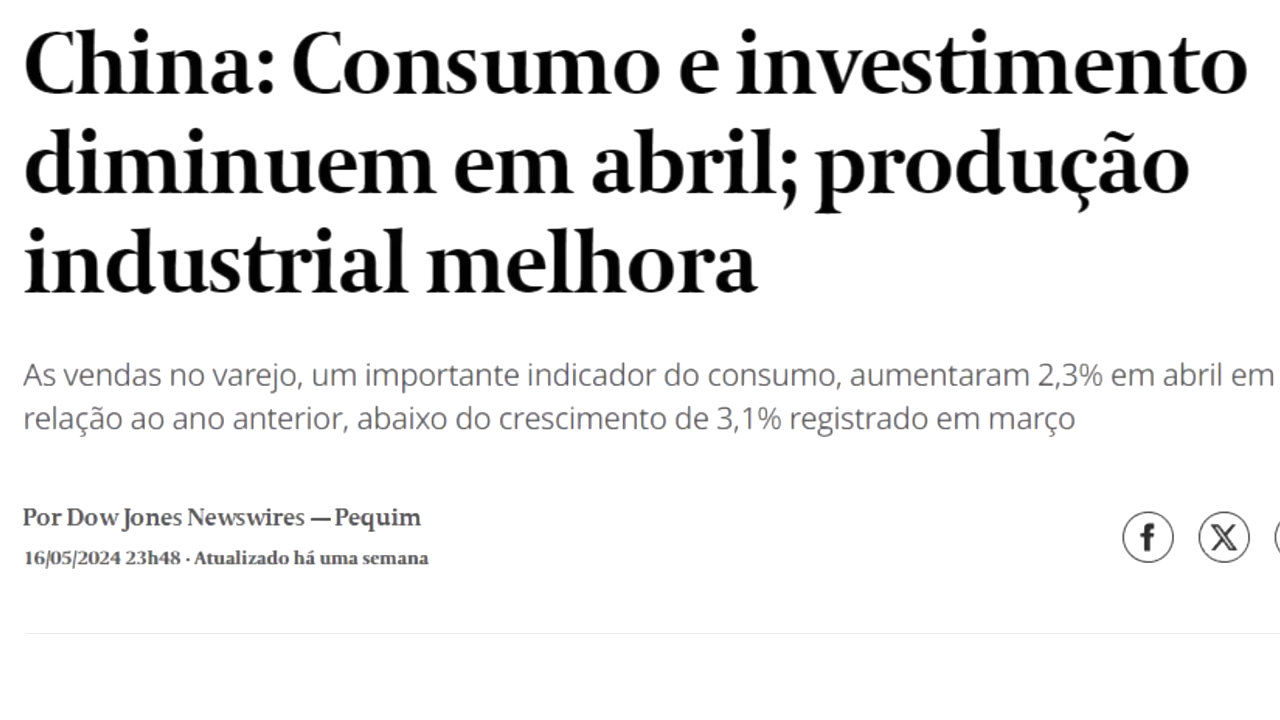 China: Consumo e investimento
diminuem em abril; produção
industrial melhora
As vendas no varejo, um importante indicador do consumo, aumentaram 2,3% em abril em
relação ao ano anterior, abaixo do crescimento de 3,1% registrado em março
Por Dow Jones Newswires — Pequim
16/05/2024 23h48 · Atualizado há uma semana